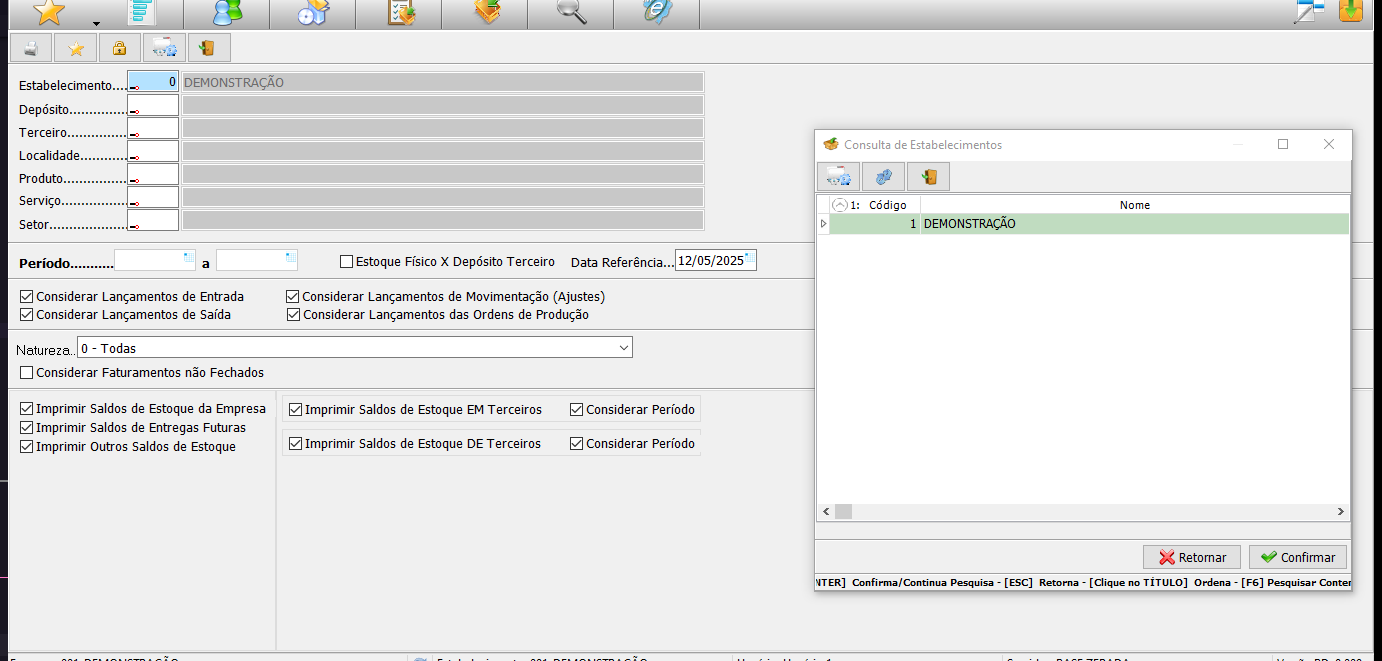 Estabelecimento.... 0 DEMONSTRAÇÃO
Depósito
Terceiro
Localidade
Produto
Serviço
Setor
Período a Estoque Físico X Depósito Terceiro Data Referência... 12/05/2025
Considerar Lançamentos de Entrada Considerar Lançamentos de Movimentação (Ajustes)
Considerar Lançamentos de Saída Considerar Lançamentos das Ordens de Produção
Natureza.. 0 - Todas
Considerar Faturamentos não Fechados
Imprimir Saldos de Estoque da Empresa Imprimir Saldos de Estoque EM Terceiros Considerar Período
Imprimir Saldos de Entregas Futuras
Imprimir Outros Saldos de Estoque Imprimir Saldos de Estoque DE Terceiros Considerar Período
Consulta de Estabelecimentos
1: Código Nome
1 DEMONSTRAÇÃO
Retornar Confirmar
NTER] Confirma/Continua Pesquisa - [ESC] Retorna - [Clique no TÍTULO] Ordena - [F6] Pesquisar Conter